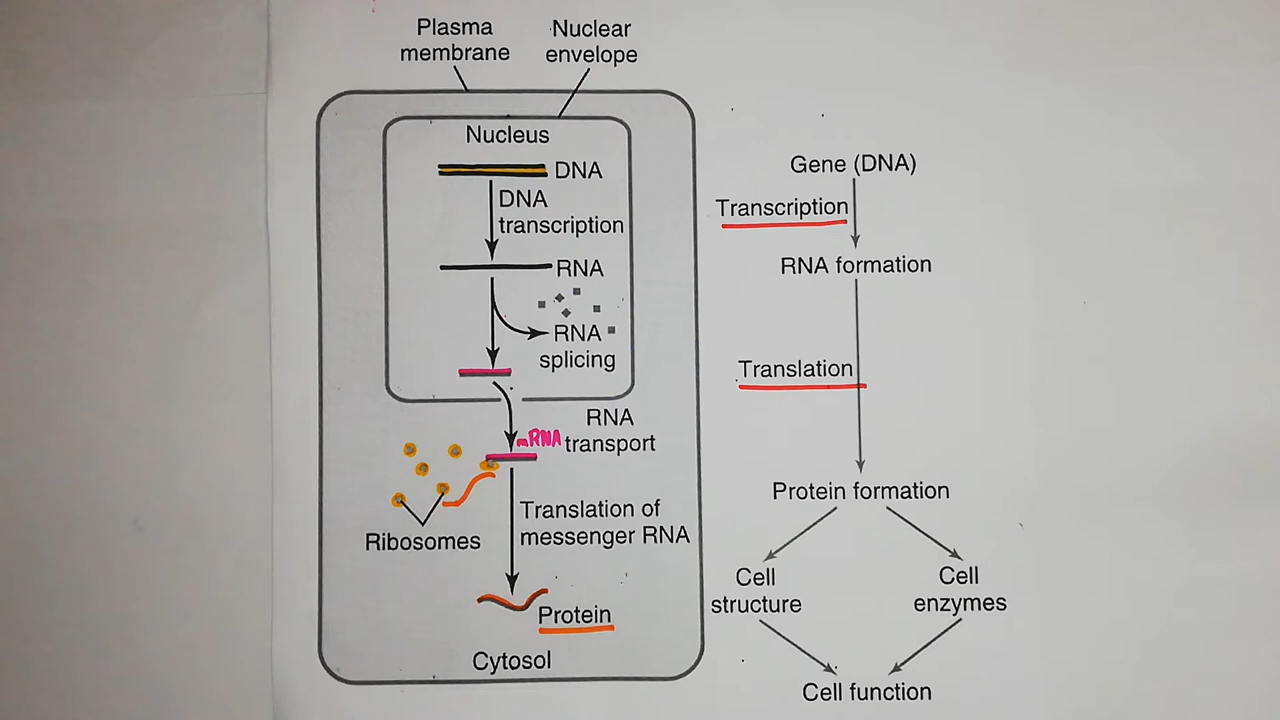 Plasma
membrane
Nuclear
envelope
Nucleus
DNA
DNA
transcription
RNA
RNA
splicing
RNA
transport
mRNA
Ribosomes
Translation of
messenger RNA
Protein
Cytosol
Gene (DNA)
Transcription
RNA formation
Translation
Protein formation
Cell
structure
Cell
enzymes
Cell function